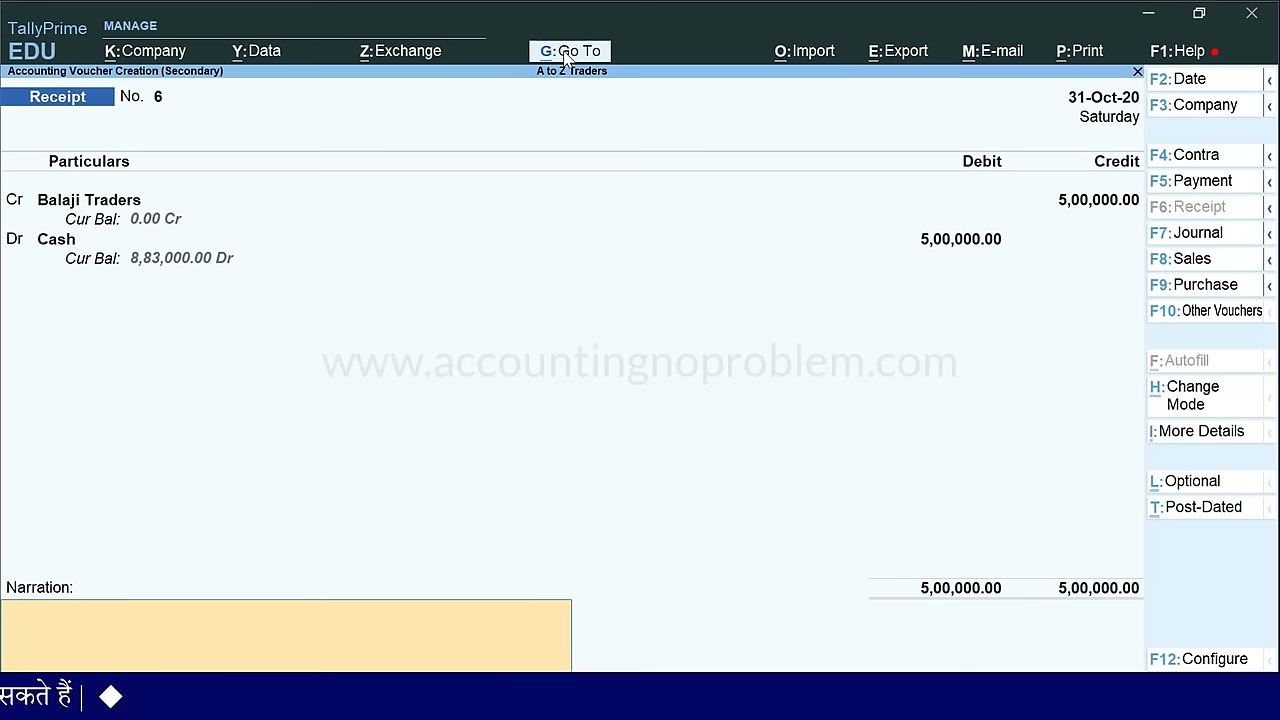 TallyPrime MANAGE
EDU K:Company Y:Data Z:Exchange G:Go To O:Import E:Export M:E-mail P:Print F1:Help
Accounting Voucher Creation (Secondary) A to Z Traders
Receipt No. 6 31-Oct-20
Saturday
Particulars Debit Credit
Cr Balaji Traders 5,00,000.00
Cur Bal: 0.00 Cr
Dr Cash 5,00,000.00
Cur Bal: 8,83,000.00 Dr
www.accountingnoproblem.com
Narration: 5,00,000.00 5,00,000.00
F2:Date
F3:Company
F4:Contra
F5:Payment
F6:Receipt
F7:Journal
F8:Sales
F9:Purchase
F10:Other Vouchers
F:Autofill
H:Change
Mode
I:More Details
L:Optional
T:Post-Dated
F12:Configure
सकते हैं |